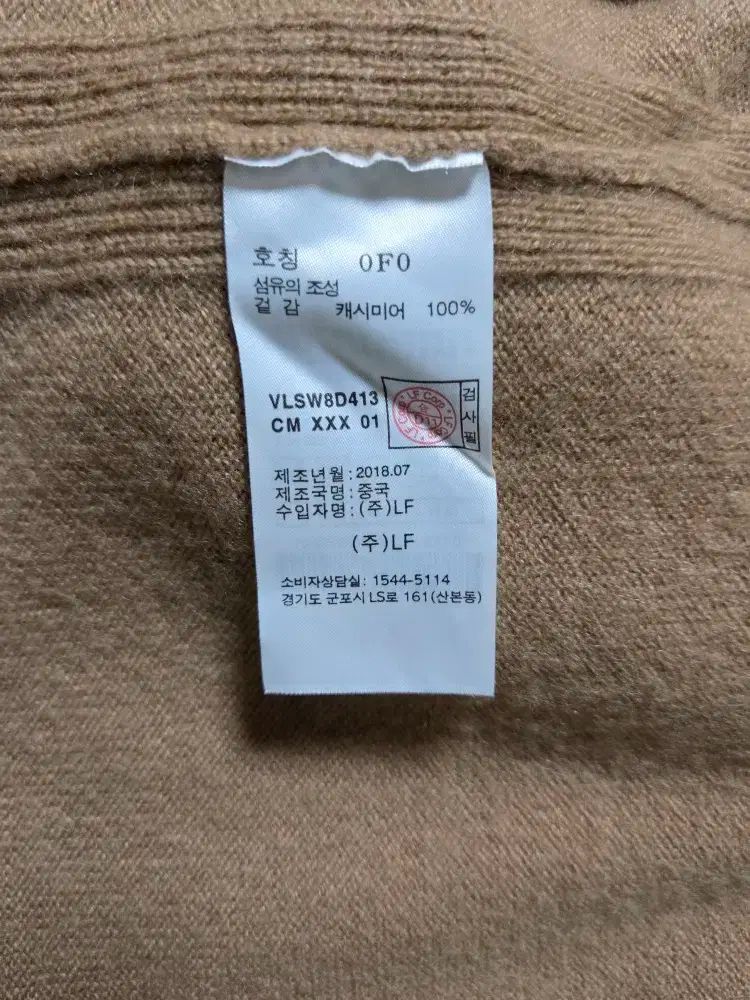 호칭 0F0
섬유의 조성
겉감 캐시미어 100%
VLSW8D413
CM XXX 01
LF Corp
검사필
제조년월:2018.07
제조국명:중국
수입자명:(주)LF
(주)LF
소비자상담실: 1544-5114
경기도 군포시 LS로 161(산본동)